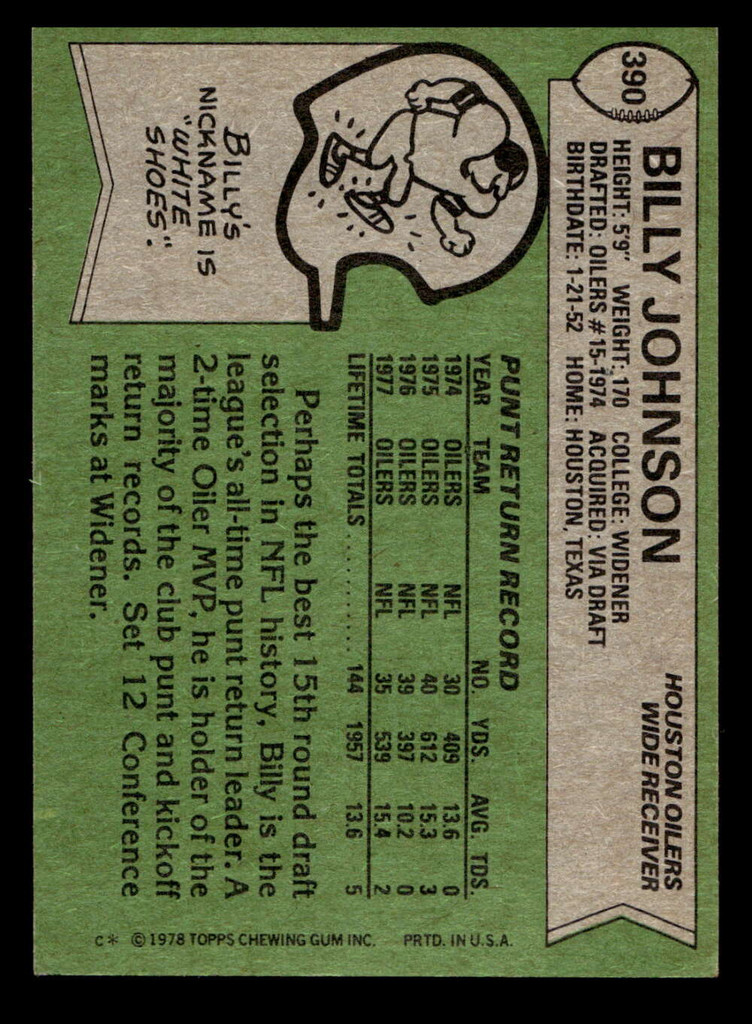 390
BILLY JOHNSON
HOUSTON OILERS
WIDE RECEIVER
HEIGHT: 5'9" WEIGHT: 170 COLLEGE: WIDENER
DRAFTED: OILERS #15-1974 ACQUIRED: VIA DRAFT
BIRTHDATE: 1-21-52 HOME: HOUSTON, TEXAS
BILLY'S
NICKNAME IS
"WHITE
SHOES".
PUNT RETURN RECORD
YEAR TEAM NO. YDS. AVG. TDS.
1974 OILERS NFL 30 409 13.6 0
1975 OILERS NFL 40 612 15.3 3
1976 OILERS NFL 39 397 10.2 0
1977 OILERS NFL 35 539 15.4 2
LIFETIME TOTALS ............ 144 1957 13.6 5
Perhaps the best 15th round draft
selection in NFL history, Billy is the
league's all-time punt return leader. A
2-time Oiler MVP, he is holder of the
majority of the club punt and kickoff
return records. Set 12 Conference
marks at Widener.
C* © 1978 TOPPS CHEWING GUM INC. PRTD. IN U.S.A.